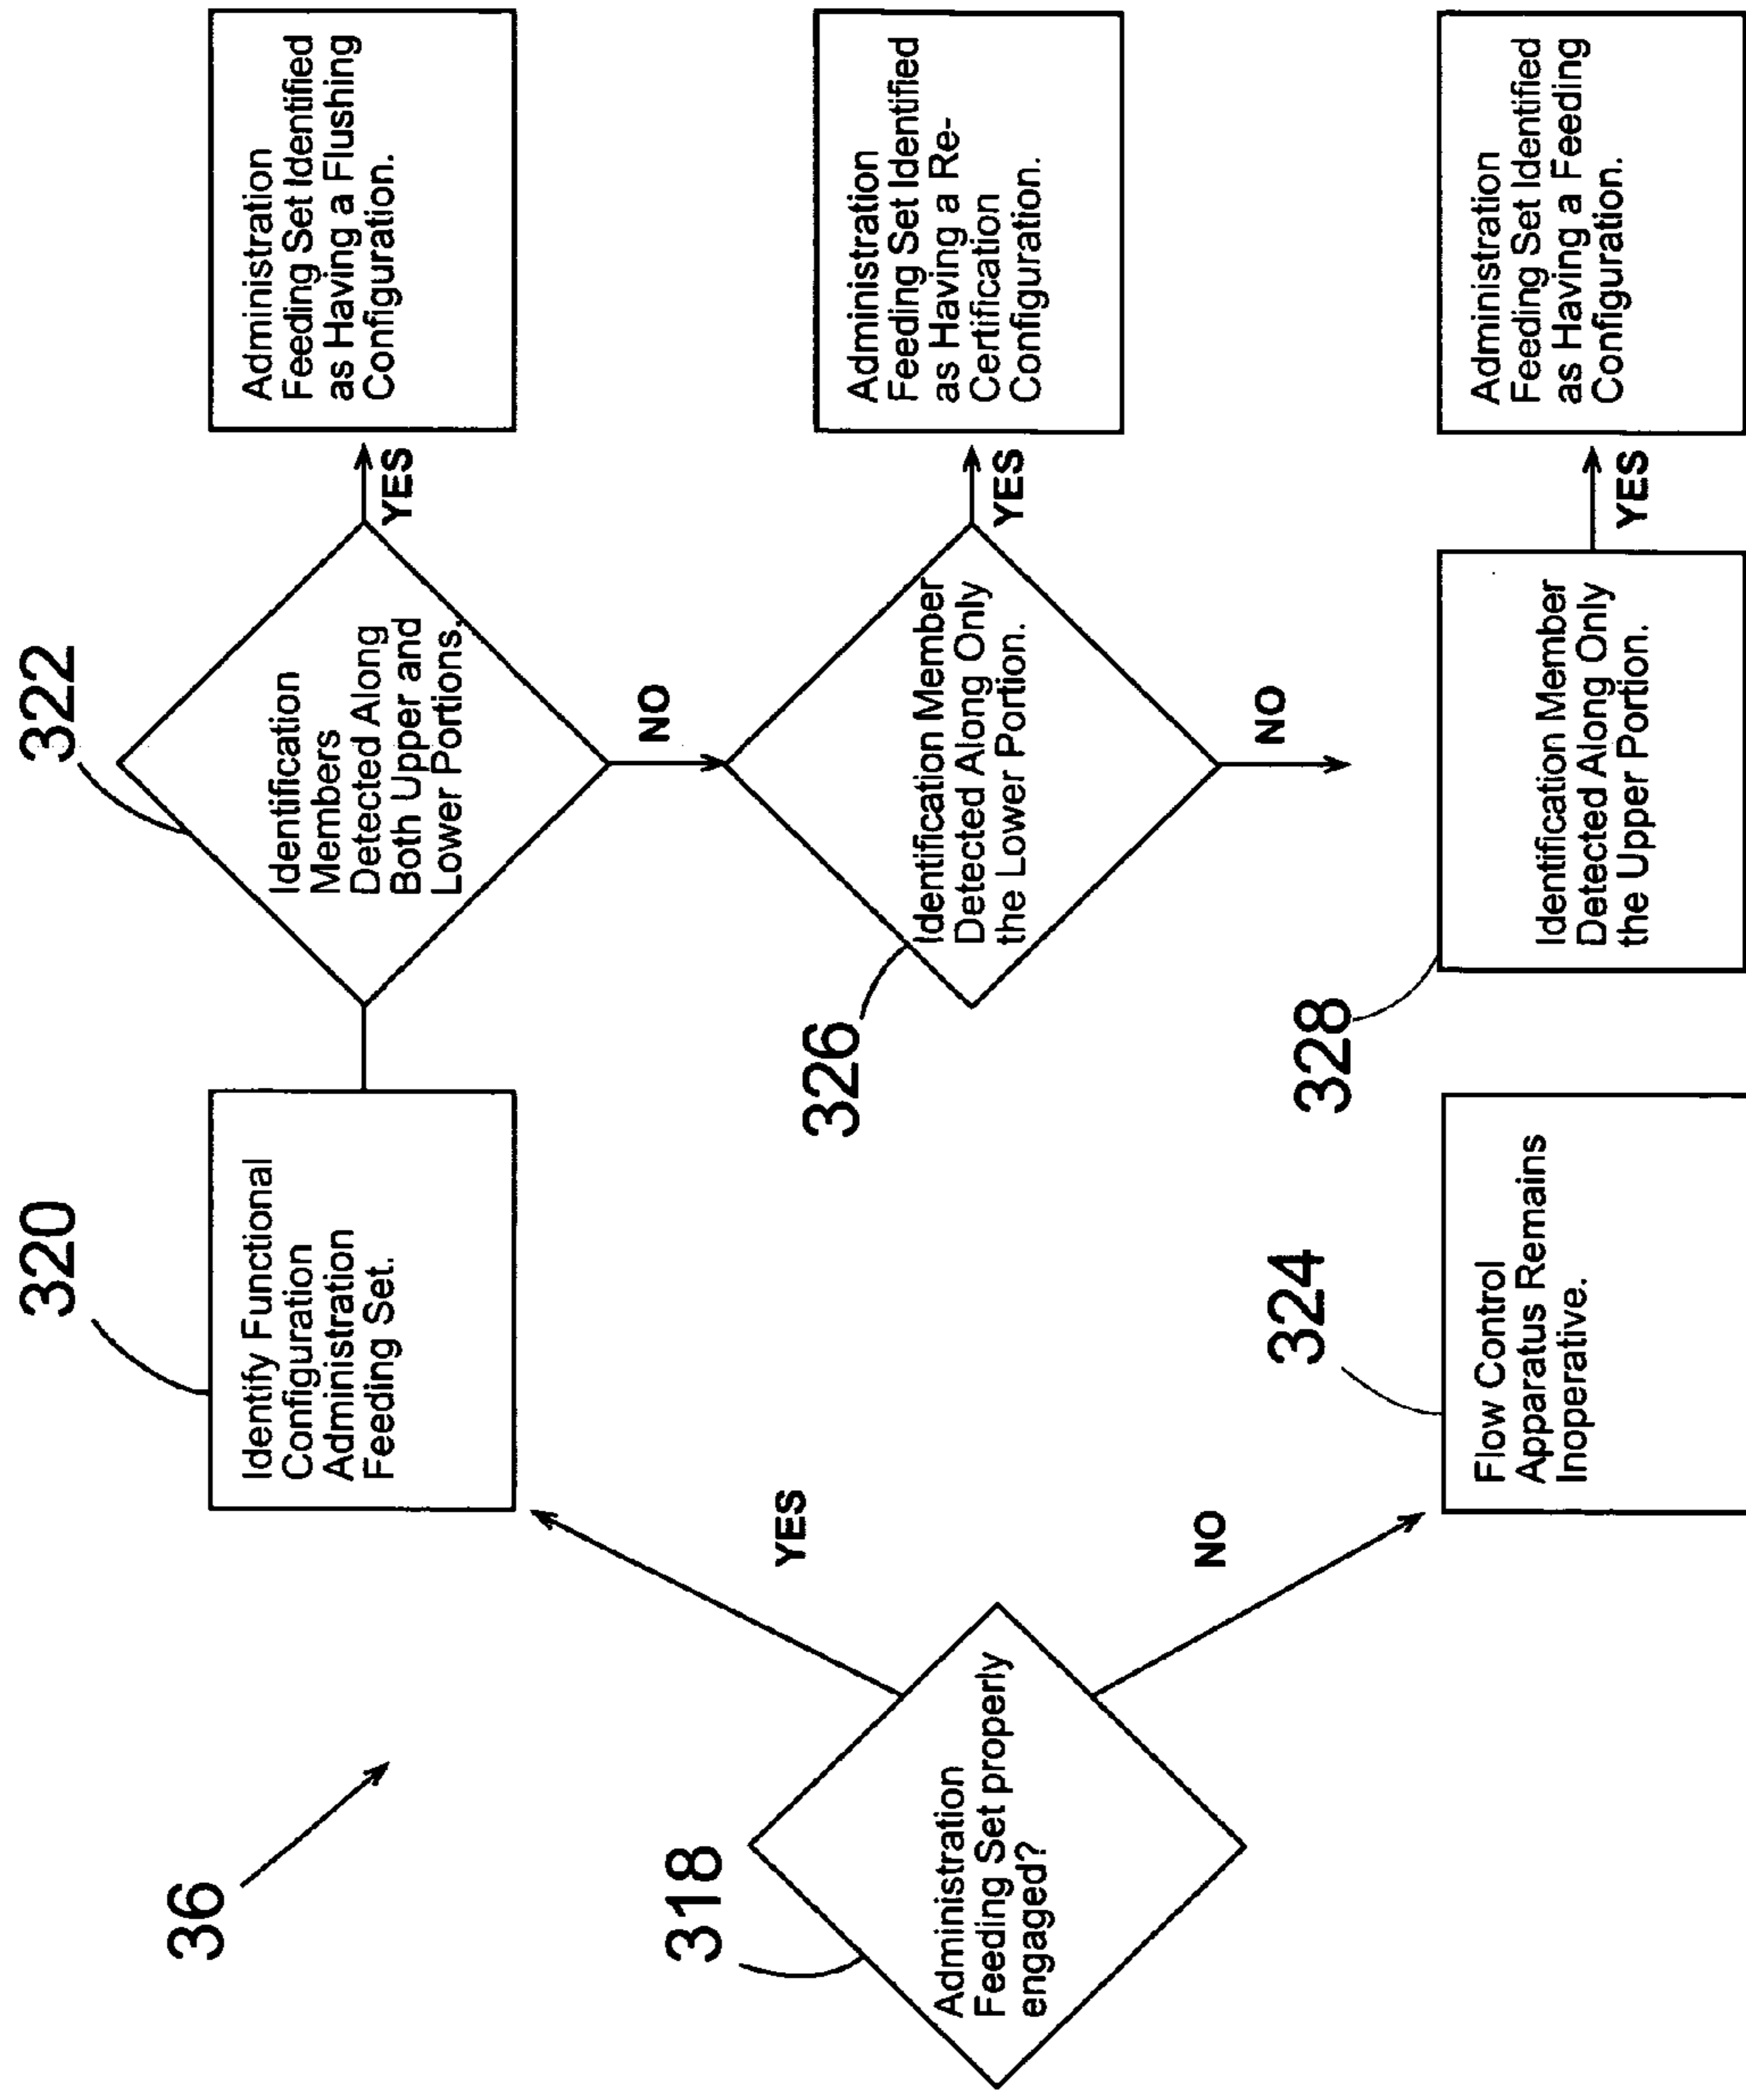 36
318
Administration
Feeding Set properly
engaged?
YES
NO
320
Identify Functional
Configuration
Administration
Feeding Set.
324
Flow Control
Apparatus Remains
Inoperative.
322
Identification
Members
Detected Along
Both Upper and
Lower Portions.
YES
Administration
Feeding Set Identified
as Having a Flushing
Configuration.
NO
326
Identification Member
Detected Along Only
the Lower Portion.
YES
Administration
Feeding Set Identified
as Having a Re-
Certification
Configuration.
NO
328
Identification Member
Detected Along Only
the Upper Portion.
YES
Administration
Feeding Set Identified
as Having a Feeding
Configuration.